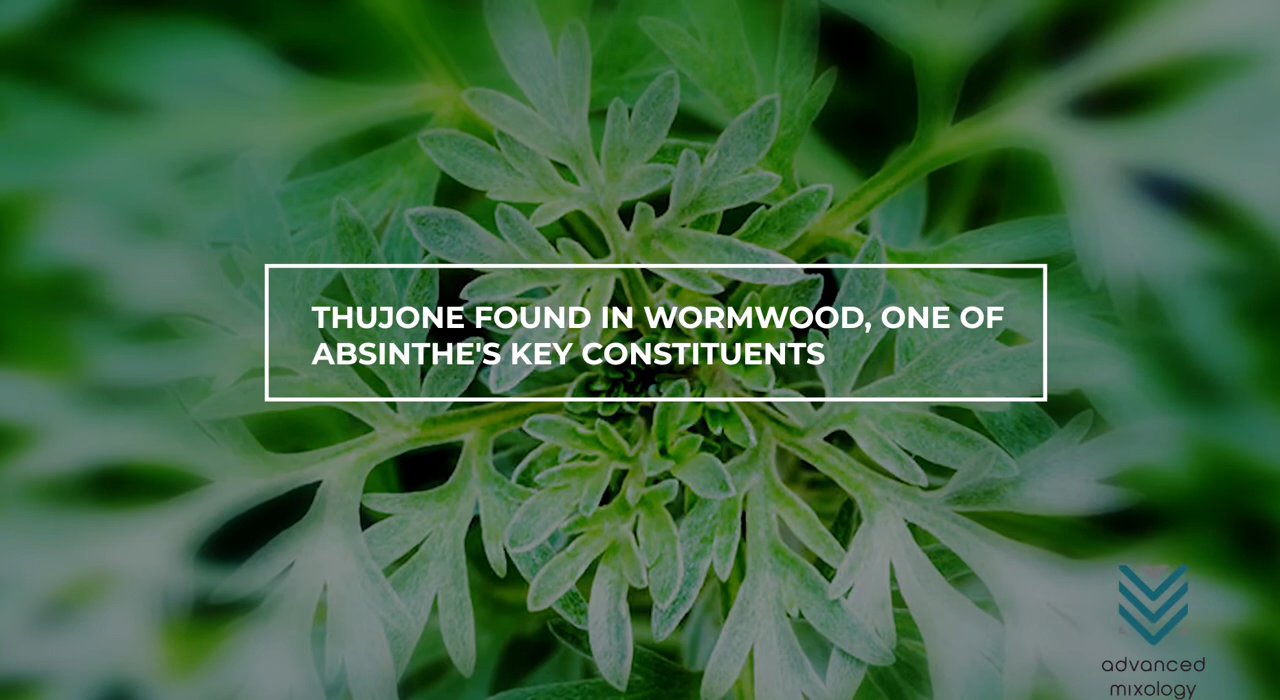 THUJONE FOUND IN WORMWOOD, ONE OF
ABSINTHE'S KEY CONSTITUENTS
advanced
mixology